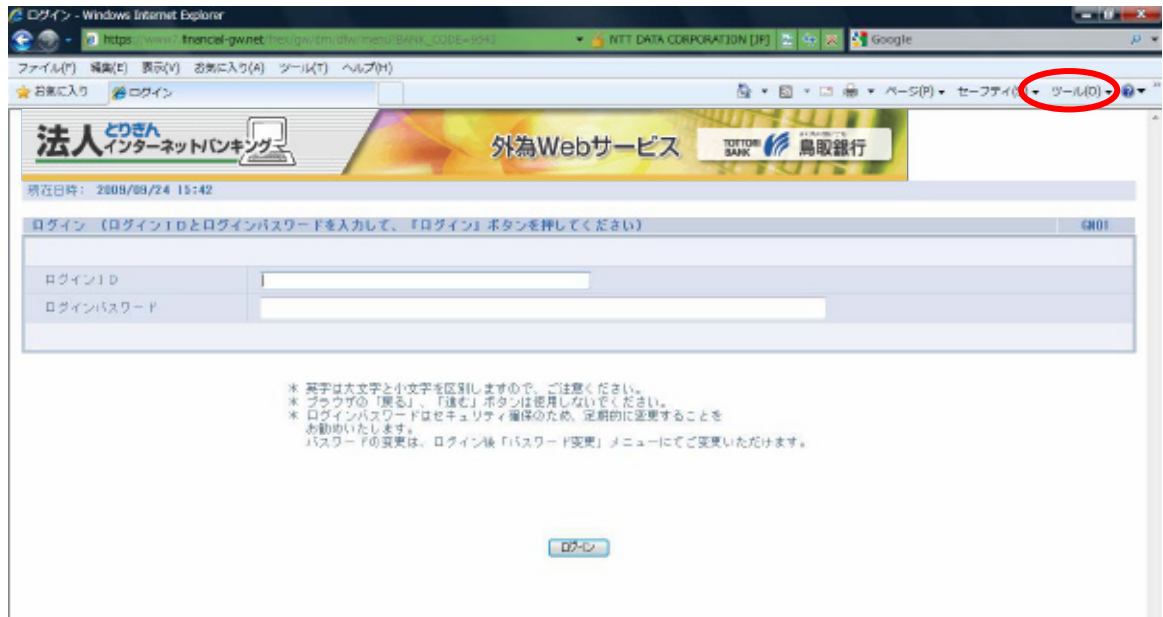 ログイン - Windows Internet Explorer
https://www2.financial-gw.net/ NTT DATA CORPORATION [JP] Google
ファイル(F) 編集(E) 表示(V) お気に入り(A) ツール(T) ヘルプ(H)
お気に入り ログイン ページ(P) セーフティ ツール(O)
法人 とりぎん インターネットバンキング 外為Webサービス TOTTORI BANK 鳥取銀行
現在日時: 2009/09/24 15:42
ログイン (ログインIDとログインパスワードを入力して、『ログイン』ボタンを押してください) GM01
ログインID
ログインパスワード
* 英字は大文字と小文字を区別しますので、ご注意ください。
* ブラウザの「戻る」、「進む」ボタンは使用しないでください。
* ログインパスワードはセキュリティ確保のため、定期的に変更することを
お勧めいたします。
パスワードの変更は、ログイン後「パスワード変更」メニューにてご変更いただけます。
ログイン